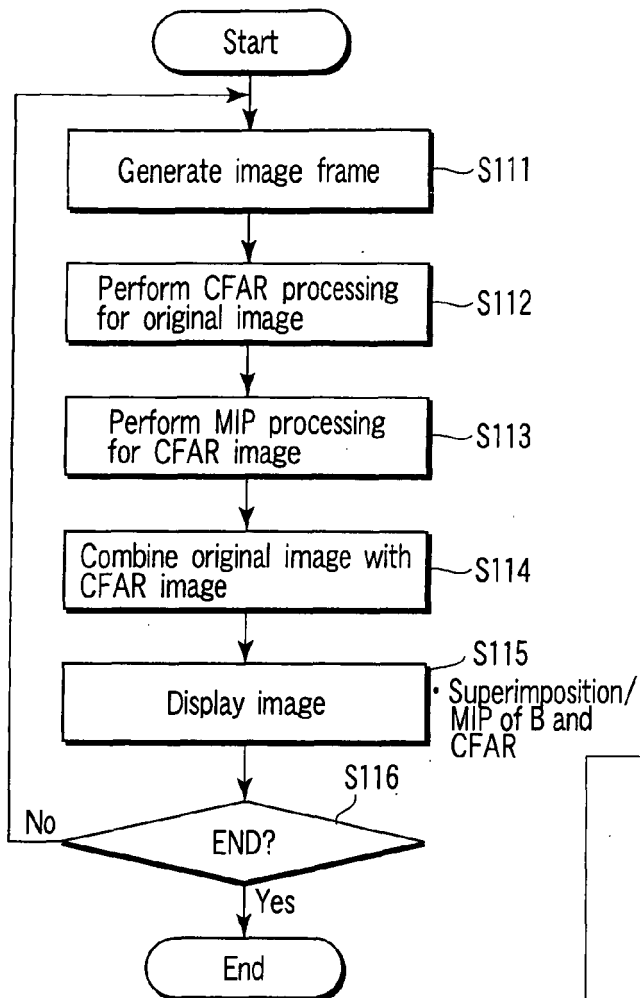 Start
Generate image frame
S111
Perform CFAR processing
for original image
S112
Perform MIP processing
for CFAR image
S113
Combine original image with
CFAR image
S114
S115
Display image
・Superimposition/
MIP of B and
CFAR
S116
No
END?
Yes
End